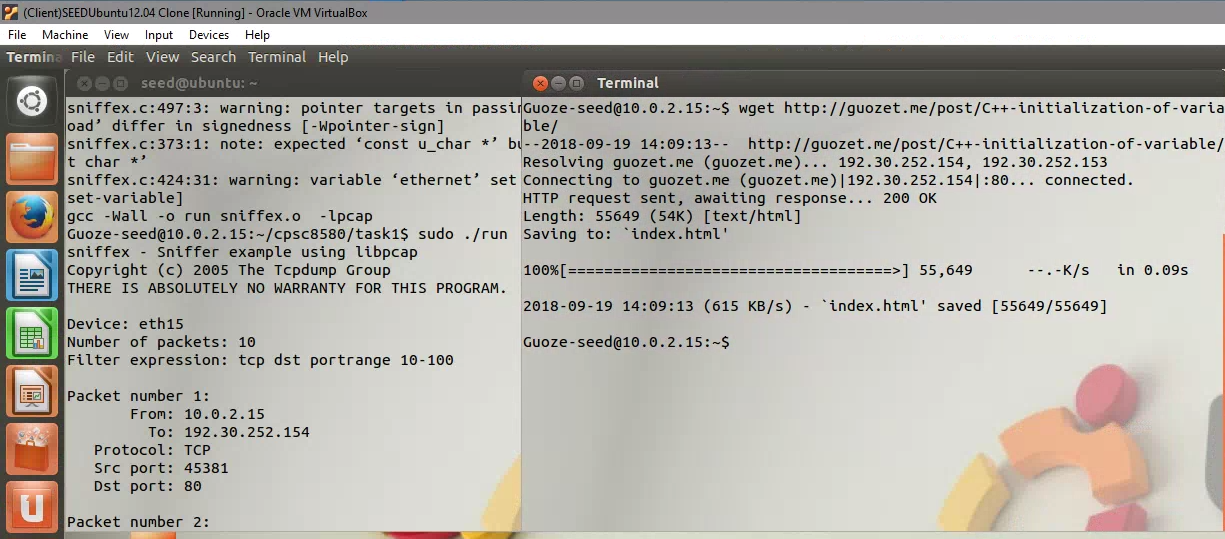 (Client)SEEDUbuntu12.04 Clone [Running] - Oracle VM VirtualBox
File Machine View Input Devices Help
Termina File Edit View Search Terminal Help
seed@ubuntu: ~
sniffex.c:497:3: warning: pointer targets in passin
oad’ differ in signedness [-Wpointer-sign]
sniffex.c:373:1: note: expected ‘const u_char *’ bu
t char *’
sniffex.c:424:31: warning: variable ‘ethernet’ set
set-variable]
gcc -Wall -o run sniffex.o  -lpcap
Guoze-seed@10.0.2.15:~/cpsc8580/task1$ sudo ./run
sniffex - Sniffer example using libpcap
Copyright (c) 2005 The Tcpdump Group
THERE IS ABSOLUTELY NO WARRANTY FOR THIS PROGRAM.
Device: eth15
Number of packets: 10
Filter expression: tcp dst portrange 10-100
Packet number 1:
From: 10.0.2.15
To: 192.30.252.154
Protocol: TCP
Src port: 45381
Dst port: 80
Packet number 2:
Terminal
Guoze-seed@10.0.2.15:~$ wget http://guozet.me/post/C++-initialization-of-varia
ble/
--2018-09-19 14:09:13--  http://guozet.me/post/C++-initialization-of-variable/
Resolving guozet.me (guozet.me)... 192.30.252.154, 192.30.252.153
Connecting to guozet.me (guozet.me)|192.30.252.154|:80... connected.
HTTP request sent, awaiting response... 200 OK
Length: 55649 (54K) [text/html]
Saving to: `index.html'
100%[====================================>] 55,649      --.-K/s   in 0.09s
2018-09-19 14:09:13 (615 KB/s) - `index.html' saved [55649/55649]
Guoze-seed@10.0.2.15:~$